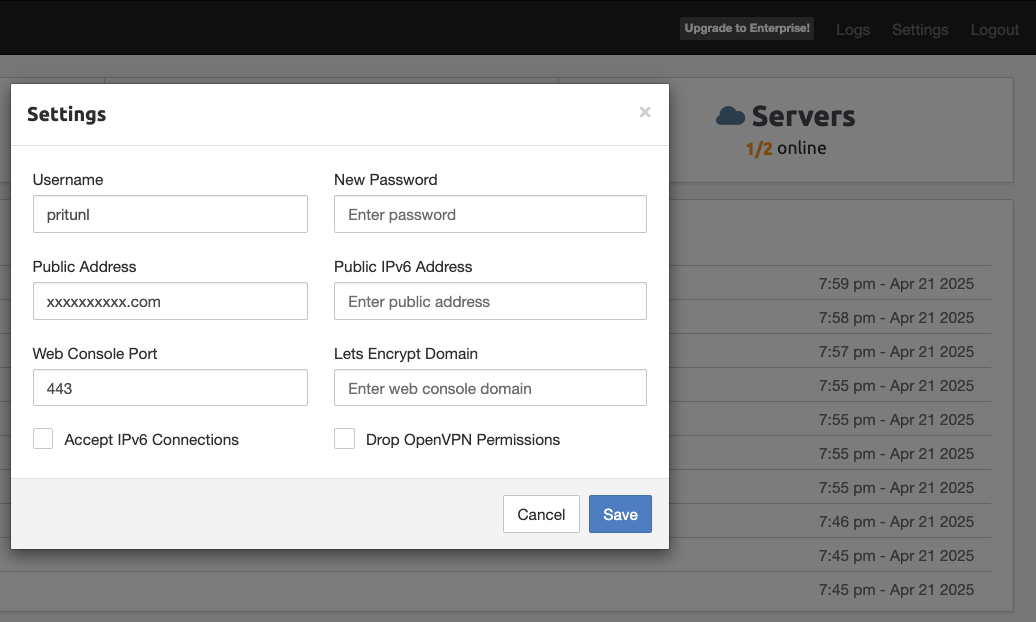 Upgrade to Enterprise! Logs Settings Logout
Servers
1/2 online
Settings ×
Username New Password
pritunl Enter password
Public Address Public IPv6 Address
xxxxxxxxxx.com Enter public address
Web Console Port Lets Encrypt Domain
443 Enter web console domain
Accept IPv6 Connections Drop OpenVPN Permissions
Cancel Save
7:59 pm - Apr 21 2025
7:58 pm - Apr 21 2025
7:57 pm - Apr 21 2025
7:55 pm - Apr 21 2025
7:55 pm - Apr 21 2025
7:55 pm - Apr 21 2025
7:55 pm - Apr 21 2025
7:46 pm - Apr 21 2025
7:45 pm - Apr 21 2025
7:45 pm - Apr 21 2025